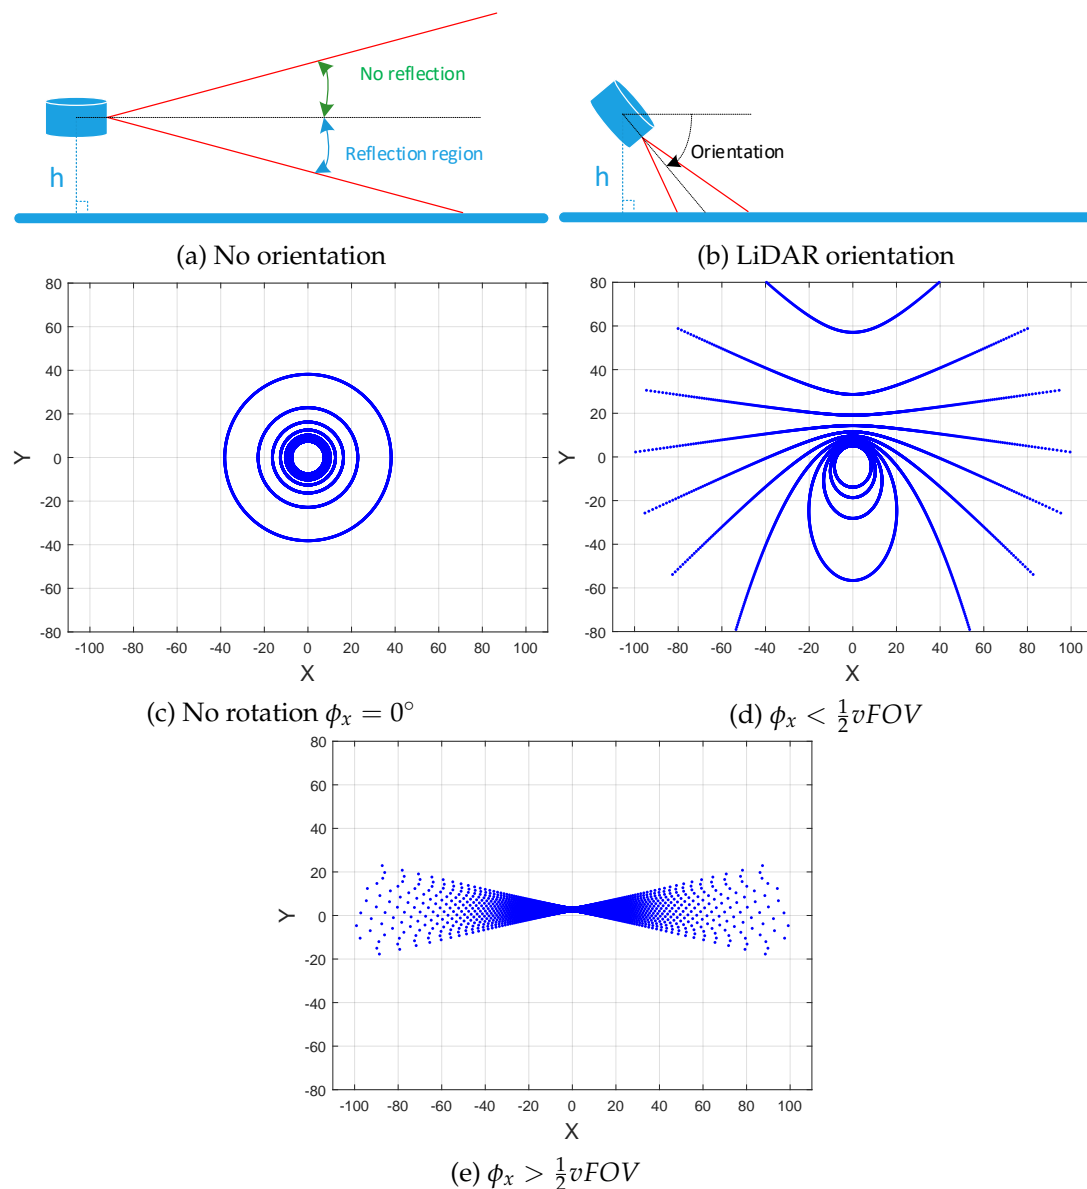 No reflection
Reflection region
h
Orientation
h
(a) No orientation
(b) LiDAR orientation
80
60
40
20
0
-20
-40
-60
-80
Y
-100 -80 -60 -40 -20 0 20 40 60 80 100
X
80
60
40
20
0
-20
-40
-60
-80
Y
-100 -80 -60 -40 -20 0 20 40 60 80 100
X
(c) No rotation ϕx = 0°
(d) ϕx < ½vFOV
80
60
40
20
0
-20
-40
-60
-80
Y
-100 -80 -60 -40 -20 0 20 40 60 80 100
X
(e) ϕx > ½vFOV